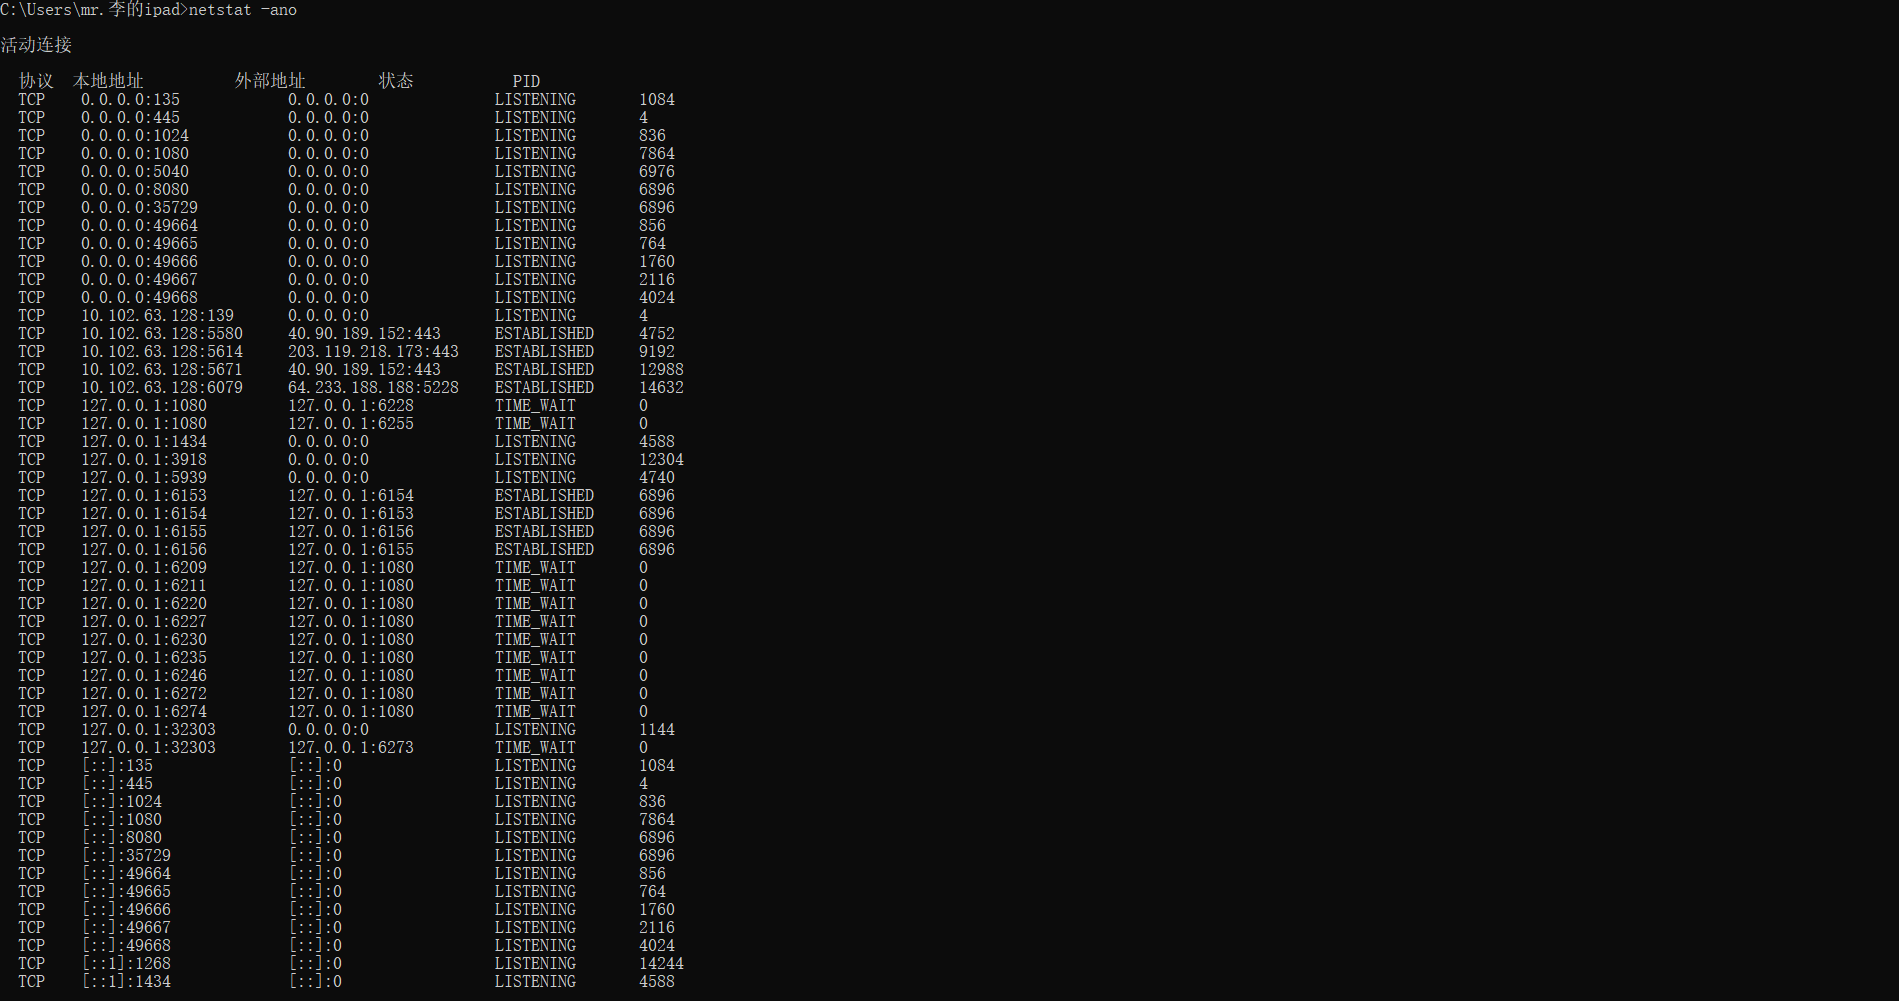 C:\Users\mr.李的ipad>netstat -ano
活动连接
协议 本地地址 外部地址 状态 PID
TCP 0.0.0.0:135 0.0.0.0:0 LISTENING 1084
TCP 0.0.0.0:445 0.0.0.0:0 LISTENING 4
TCP 0.0.0.0:1024 0.0.0.0:0 LISTENING 836
TCP 0.0.0.0:1080 0.0.0.0:0 LISTENING 7864
TCP 0.0.0.0:5040 0.0.0.0:0 LISTENING 6976
TCP 0.0.0.0:8080 0.0.0.0:0 LISTENING 6896
TCP 0.0.0.0:35729 0.0.0.0:0 LISTENING 6896
TCP 0.0.0.0:49664 0.0.0.0:0 LISTENING 856
TCP 0.0.0.0:49665 0.0.0.0:0 LISTENING 764
TCP 0.0.0.0:49666 0.0.0.0:0 LISTENING 1760
TCP 0.0.0.0:49667 0.0.0.0:0 LISTENING 2116
TCP 0.0.0.0:49668 0.0.0.0:0 LISTENING 4024
TCP 10.102.63.128:139 0.0.0.0:0 LISTENING 4
TCP 10.102.63.128:5580 40.90.189.152:443 ESTABLISHED 4752
TCP 10.102.63.128:5614 203.119.218.173:443 ESTABLISHED 9192
TCP 10.102.63.128:5671 40.90.189.152:443 ESTABLISHED 12988
TCP 10.102.63.128:6079 64.233.188.188:5228 ESTABLISHED 14632
TCP 127.0.0.1:1080 127.0.0.1:6228 TIME_WAIT 0
TCP 127.0.0.1:1080 127.0.0.1:6255 TIME_WAIT 0
TCP 127.0.0.1:1434 0.0.0.0:0 LISTENING 4588
TCP 127.0.0.1:3918 0.0.0.0:0 LISTENING 12304
TCP 127.0.0.1:5939 0.0.0.0:0 LISTENING 4740
TCP 127.0.0.1:6153 127.0.0.1:6154 ESTABLISHED 6896
TCP 127.0.0.1:6154 127.0.0.1:6153 ESTABLISHED 6896
TCP 127.0.0.1:6155 127.0.0.1:6156 ESTABLISHED 6896
TCP 127.0.0.1:6156 127.0.0.1:6155 ESTABLISHED 6896
TCP 127.0.0.1:6209 127.0.0.1:1080 TIME_WAIT 0
TCP 127.0.0.1:6211 127.0.0.1:1080 TIME_WAIT 0
TCP 127.0.0.1:6220 127.0.0.1:1080 TIME_WAIT 0
TCP 127.0.0.1:6227 127.0.0.1:1080 TIME_WAIT 0
TCP 127.0.0.1:6230 127.0.0.1:1080 TIME_WAIT 0
TCP 127.0.0.1:6235 127.0.0.1:1080 TIME_WAIT 0
TCP 127.0.0.1:6246 127.0.0.1:1080 TIME_WAIT 0
TCP 127.0.0.1:6272 127.0.0.1:1080 TIME_WAIT 0
TCP 127.0.0.1:6274 127.0.0.1:1080 TIME_WAIT 0
TCP 127.0.0.1:32303 0.0.0.0:0 LISTENING 1144
TCP 127.0.0.1:32303 127.0.0.1:6273 TIME_WAIT 0
TCP [::]:135 [::]:0 LISTENING 1084
TCP [::]:445 [::]:0 LISTENING 4
TCP [::]:1024 [::]:0 LISTENING 836
TCP [::]:1080 [::]:0 LISTENING 7864
TCP [::]:8080 [::]:0 LISTENING 6896
TCP [::]:35729 [::]:0 LISTENING 6896
TCP [::]:49664 [::]:0 LISTENING 856
TCP [::]:49665 [::]:0 LISTENING 764
TCP [::]:49666 [::]:0 LISTENING 1760
TCP [::]:49667 [::]:0 LISTENING 2116
TCP [::]:49668 [::]:0 LISTENING 4024
TCP [::1]:1268 [::]:0 LISTENING 14244
TCP [::1]:1434 [::]:0 LISTENING 4588